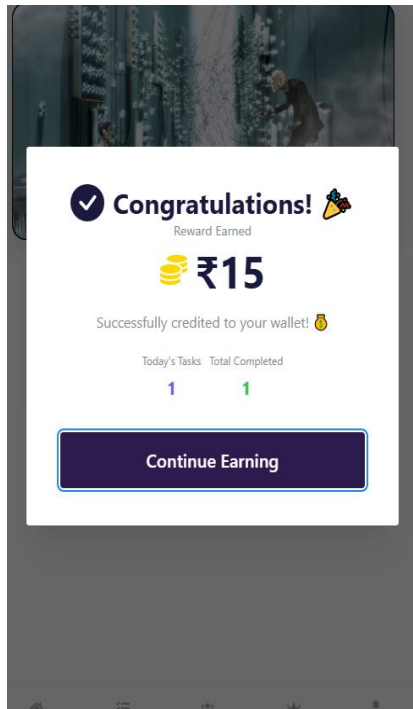 Congratulations! 🎉
Reward Earned
₹15
Successfully credited to your wallet! 💰
Today's Tasks Total Completed
1 1
Continue Earning